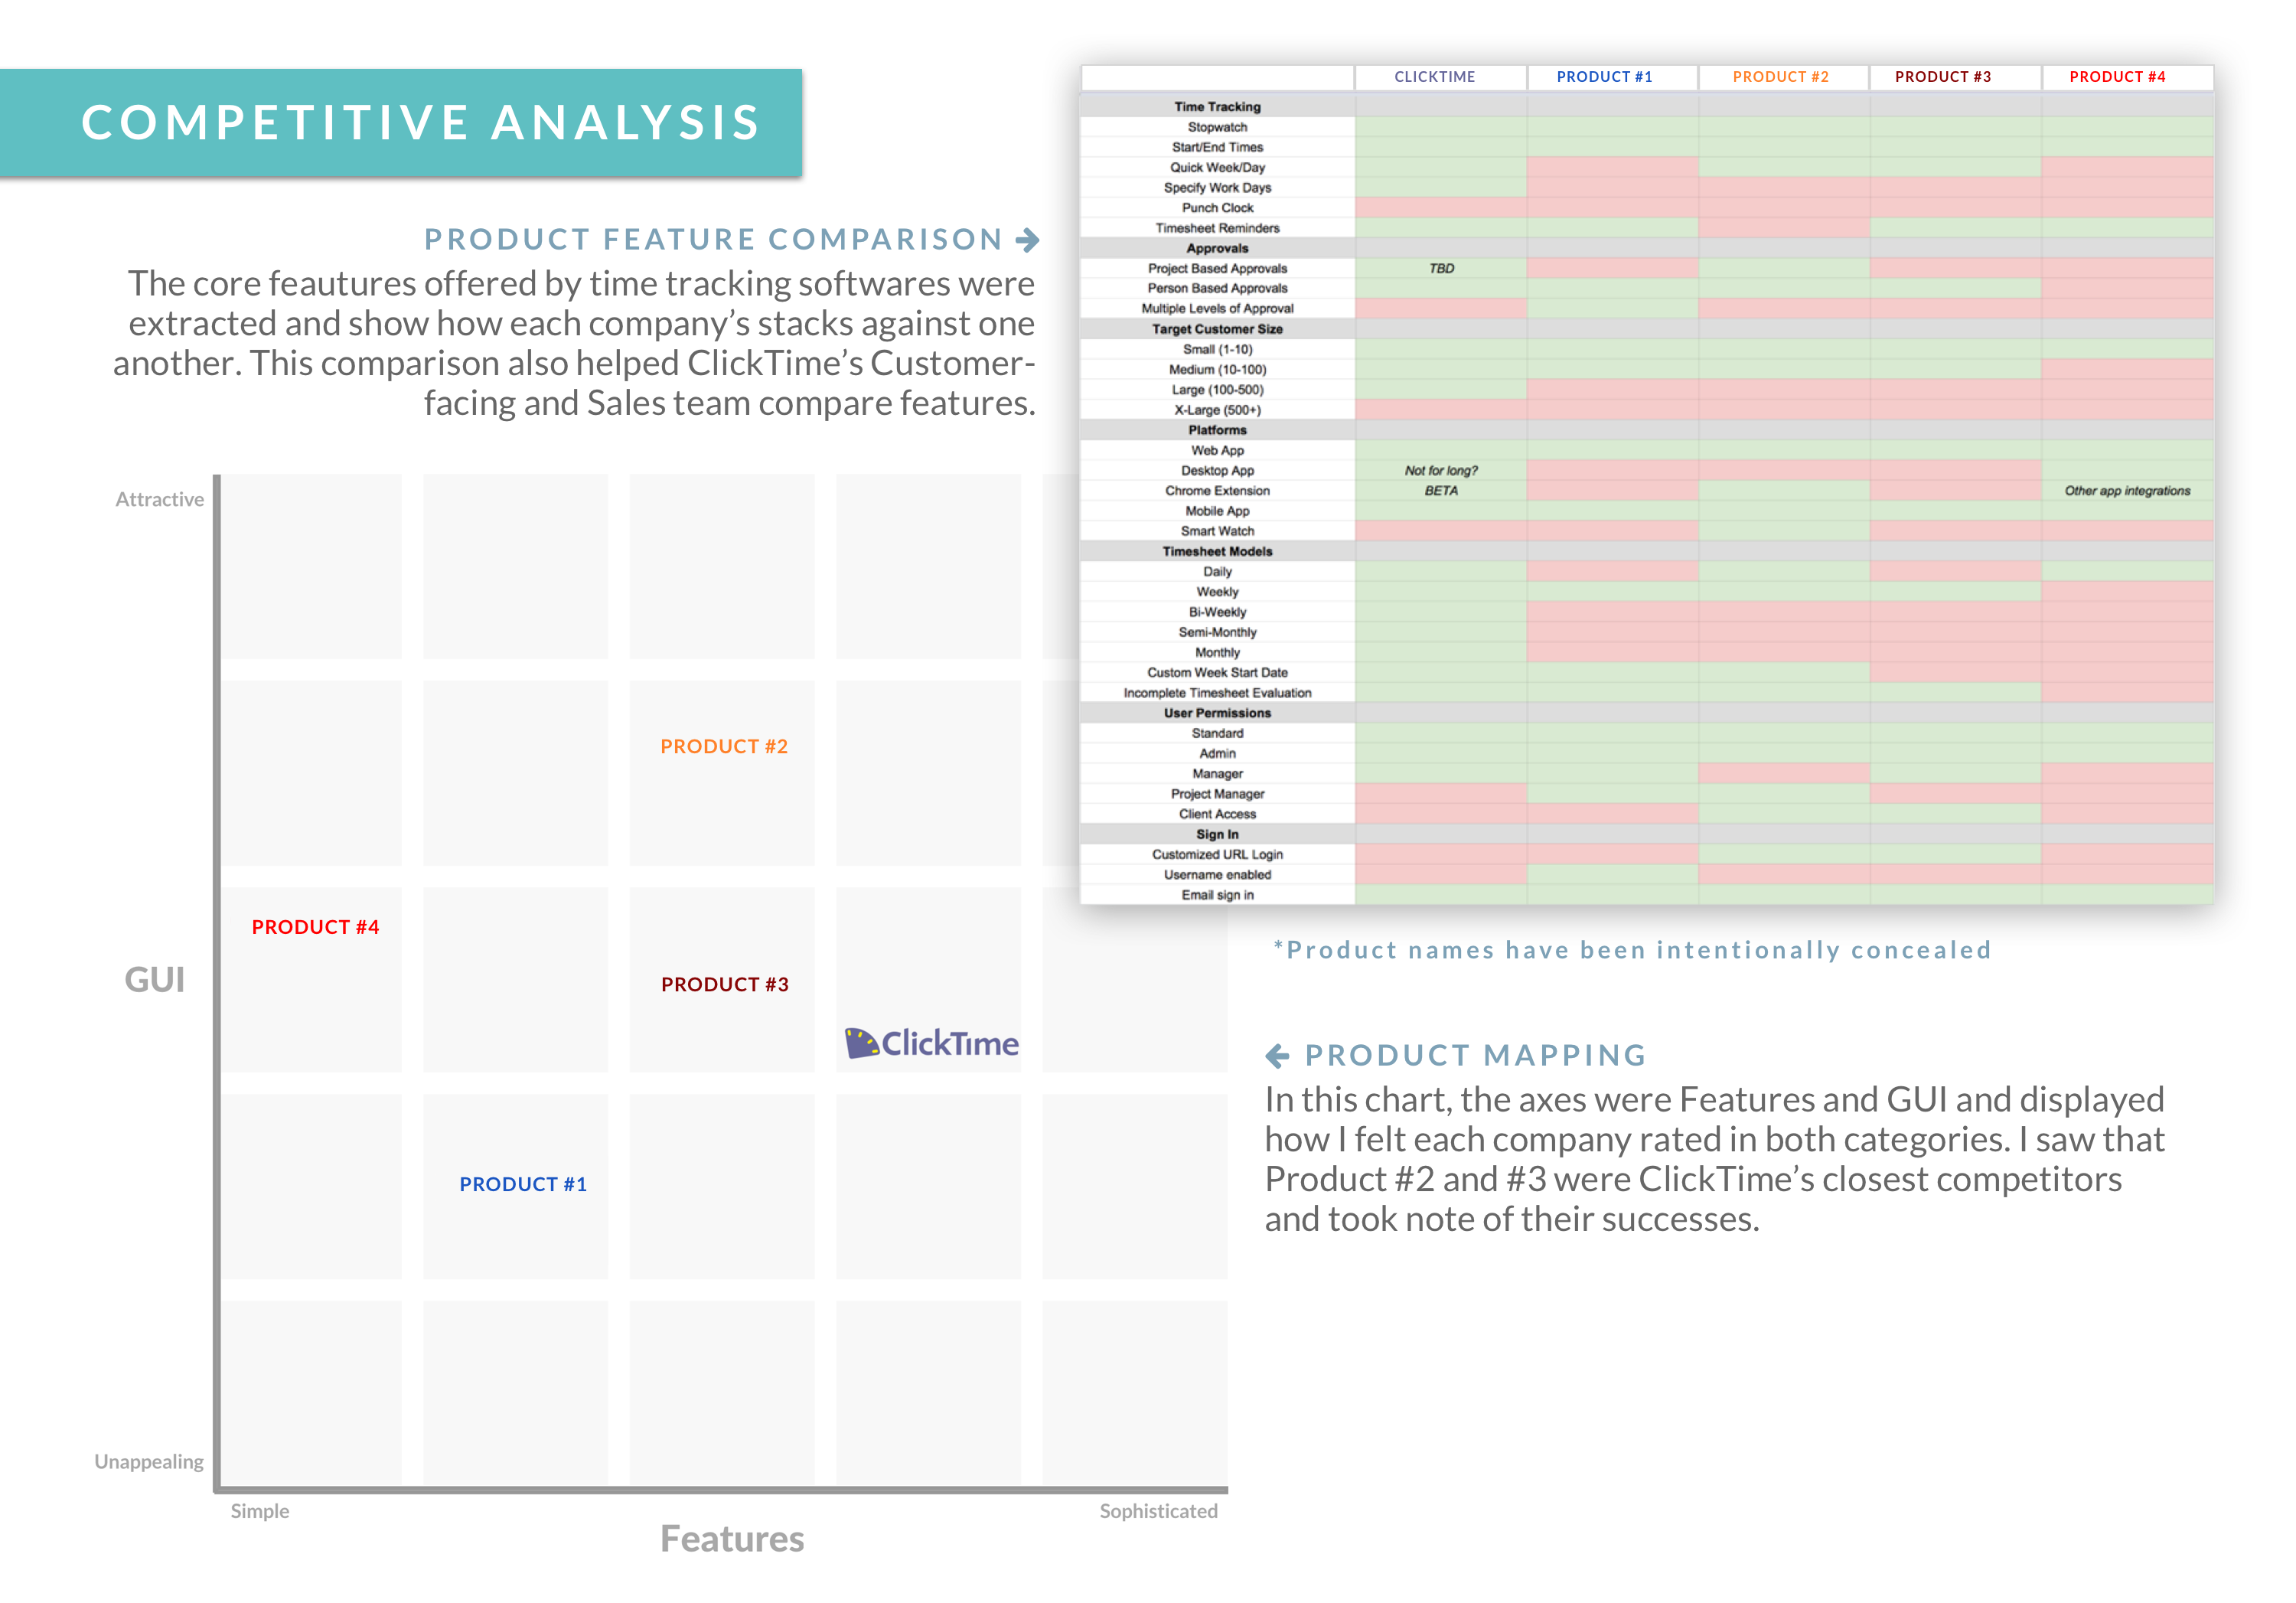 COMPETITIVE ANALYSIS
PRODUCT FEATURE COMPARISON
The core feautures offered by time tracking softwares were
extracted and show how each company’s stacks against one
another. This comparison also helped ClickTime’s Customer-
facing and Sales team compare features.
CLICKTIME PRODUCT #1 PRODUCT #2 PRODUCT #3 PRODUCT #4
Time Tracking
Stopwatch
Start/End Times
Quick Week/Day
Specify Work Days
Punch Clock
Timesheet Reminders
Approvals
Project Based Approvals TBD
Person Based Approvals
Multiple Levels of Approval
Target Customer Size
Small (1-10)
Medium (10-100)
Large (100-500)
X-Large (500+)
Platforms
Web App
Desktop App Not for long?
Chrome Extension BETA Other app integrations
Mobile App
Smart Watch
Timesheet Models
Daily
Weekly
Bi-Weekly
Semi-Monthly
Monthly
Custom Week Start Date
Incomplete Timesheet Evaluation
User Permissions
Standard
Admin
Manager
Project Manager
Client Access
Sign In
Customized URL Login
Username enabled
Email sign in
*Product names have been intentionally concealed
Attractive
PRODUCT #2
PRODUCT #4
GUI
PRODUCT #3
ClickTime
PRODUCT #1
Unappealing
Simple
Sophisticated
Features
PRODUCT MAPPING
In this chart, the axes were Features and GUI and displayed
how I felt each company rated in both categories. I saw that
Product #2 and #3 were ClickTime’s closest competitors
and took note of their successes.